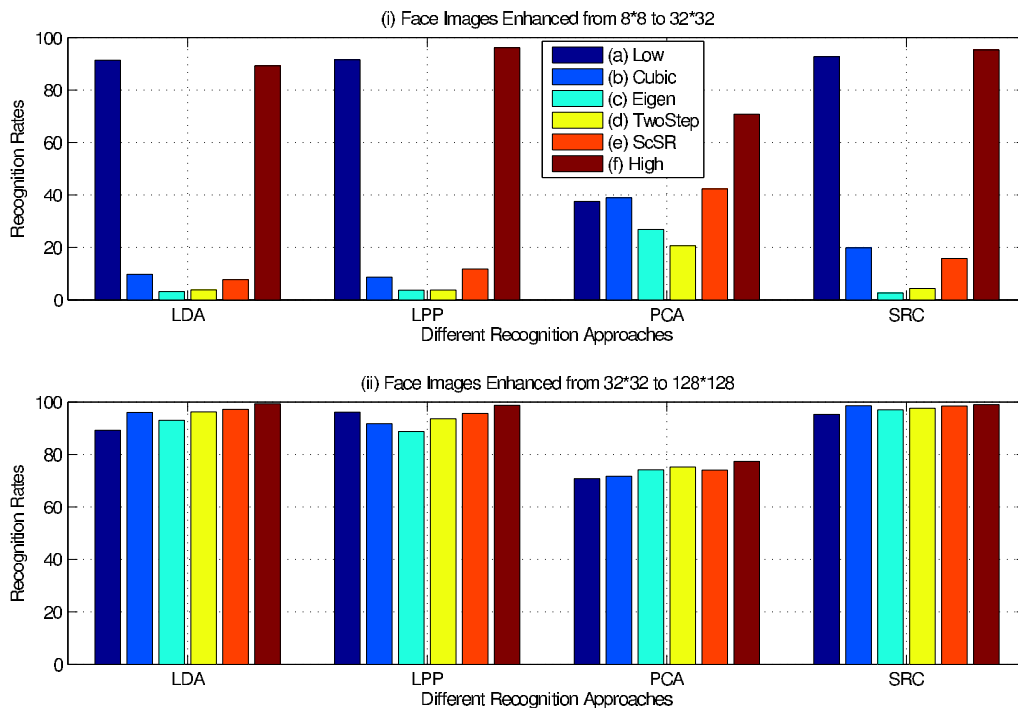 (i) Face Images Enhanced from 8*8 to 32*32
100
80
60
40
20
0
Recognition Rates
(a) Low
(b) Cubic
(c) Eigen
(d) TwoStep
(e) ScSR
(f) High
LDA LPP PCA SRC
Different Recognition Approaches
(ii) Face Images Enhanced from 32*32 to 128*128
100
80
60
40
20
0
Recognition Rates
LDA LPP PCA SRC
Different Recognition Approaches